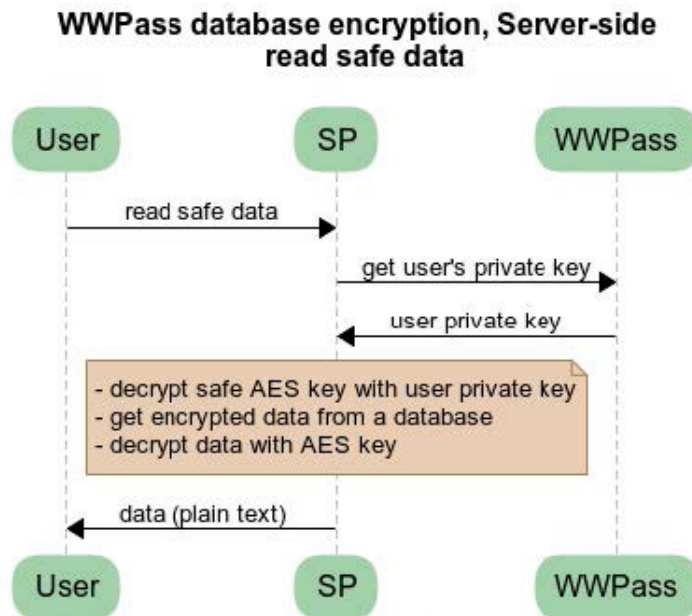 WWPass database encryption, Server-side
read safe data
User SP WWPass
read safe data
get user's private key
user private key
- decrypt safe AES key with user private key
- get encrypted data from a database
- decrypt data with AES key
data (plain text)
User SP WWPass